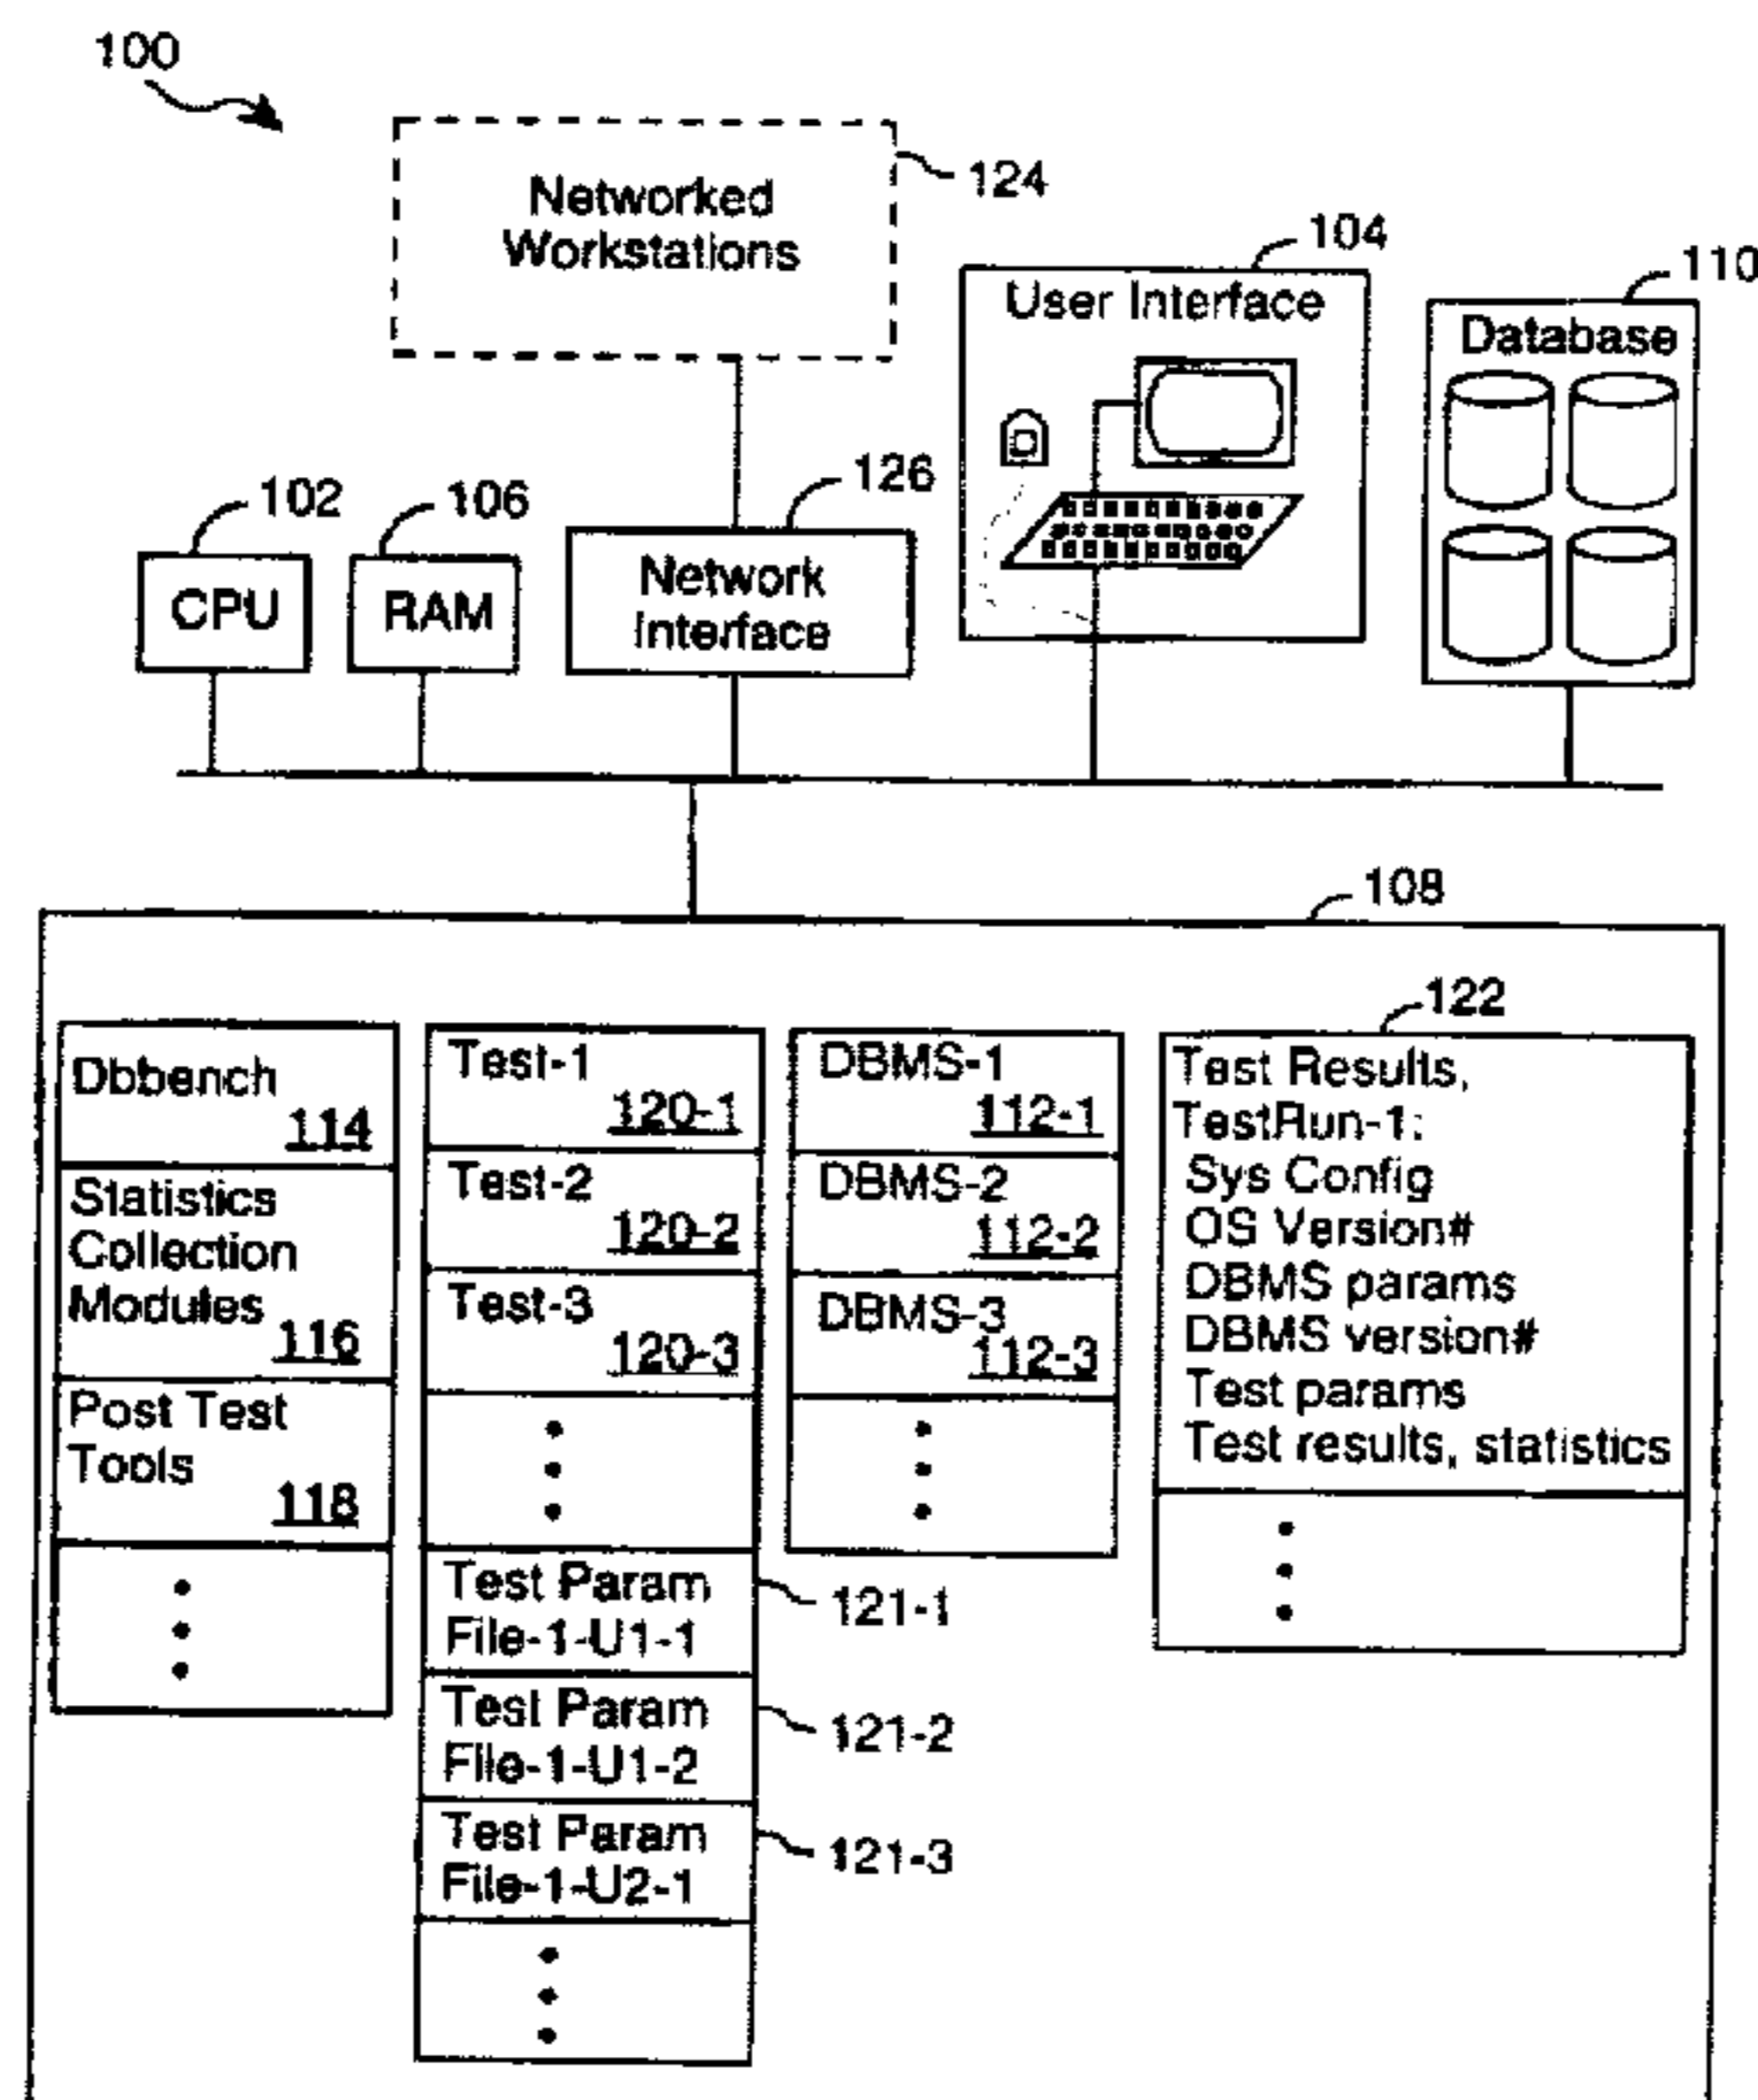 100
Networked
Workstations
124
User Interface
104
Database
110
CPU
102
RAM
106
Network
Interface
126
108
Dbbench
114
Statistics
Collection
Modules
116
Post Test
Tools
118
Test-1
120-1
Test-2
120-2
Test-3
120-3
Test Param
File-1-U1-1
121-1
Test Param
File-1-U1-2
121-2
Test Param
File-1-U2-1
121-3
DBMS-1
112-1
DBMS-2
112-2
DBMS-3
112-3
122
Test Results,
TestRun-1:
Sys Config
OS Version#
DBMS params
DBMS version#
Test params
Test results, statistics